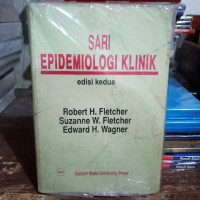 SARI
EPIDEMIOLOGI KLINIK
edisi kedua
Robert H. Fletcher
Suzanne W. Fletcher
Edward H. Wagner
Gadjah Mada University Press